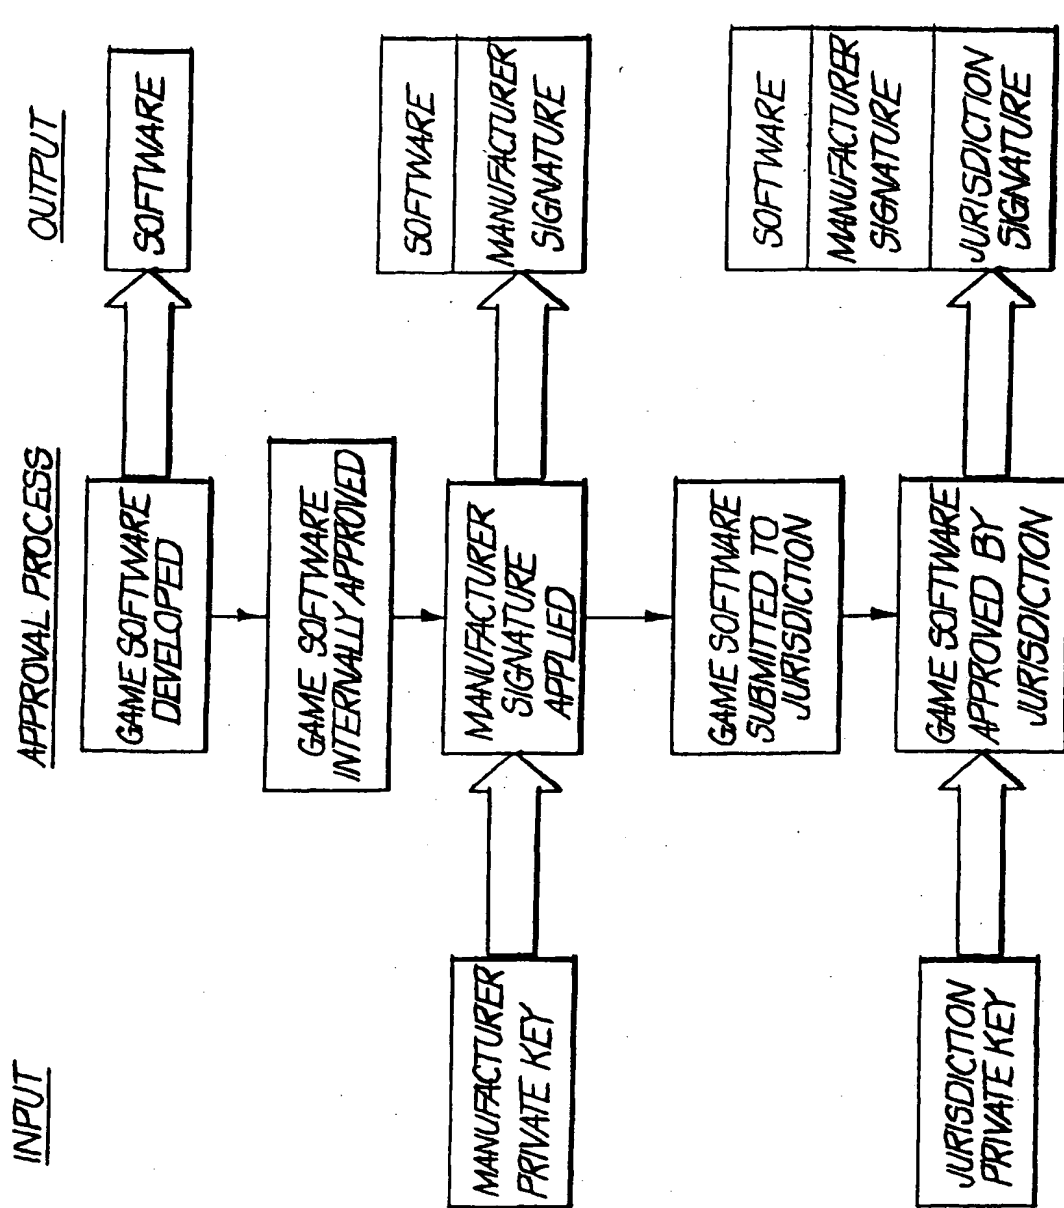 INPUT
APPROVAL PROCESS
OUTPUT
GAME SOFTWARE
DEVELOPED
SOFTWARE
GAME SOFTWARE
INTERNALLY APPROVED
MANUFACTURER
PRIVATE KEY
MANUFACTURER
SIGNATURE
APPLIED
SOFTWARE
MANUFACTURER
SIGNATURE
GAME SOFTWARE
SUBMITTED TO
JURISDICTION
JURISDICTION
PRIVATE KEY
GAME SOFTWARE
APPROVED BY
JURISDICTION
SOFTWARE
MANUFACTURER
SIGNATURE
JURISDICTION
SIGNATURE